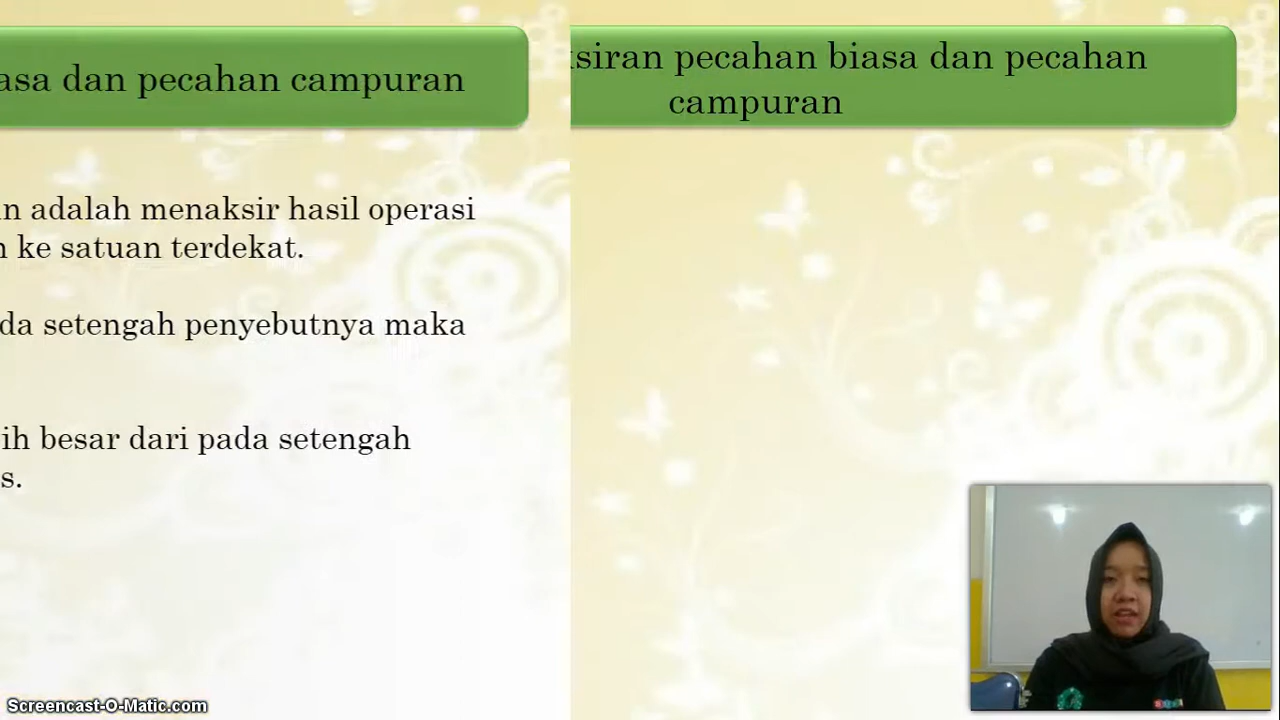 asa dan pecahan campuran
n adalah menaksir hasil operasi
ke satuan terdekat.
da setengah penyebutnya maka
ih besar dari pada setengah
s.
siran pecahan biasa dan pecahan
campuran
Screencast-O-Matic.com